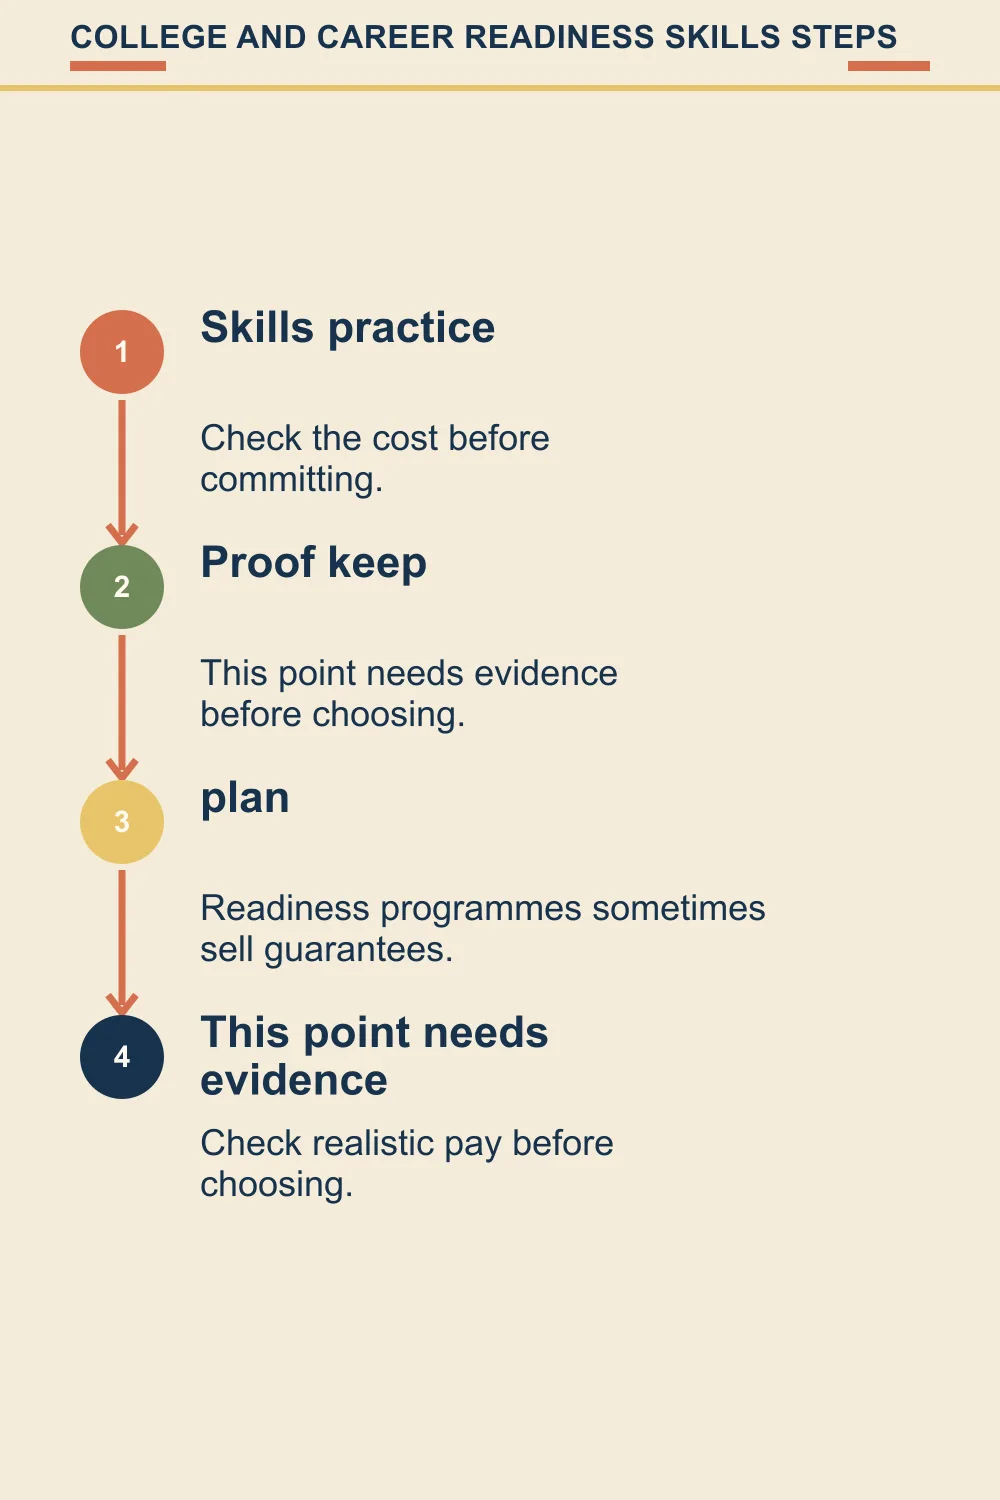 COLLEGE AND CAREER READINESS SKILLS STEPS
1
Skills practice
Check the cost before
committing.
2
Proof keep
This point needs evidence
before choosing.
3
plan
Readiness programmes sometimes
sell guarantees.
4
This point needs
evidence
Check realistic pay before
choosing.